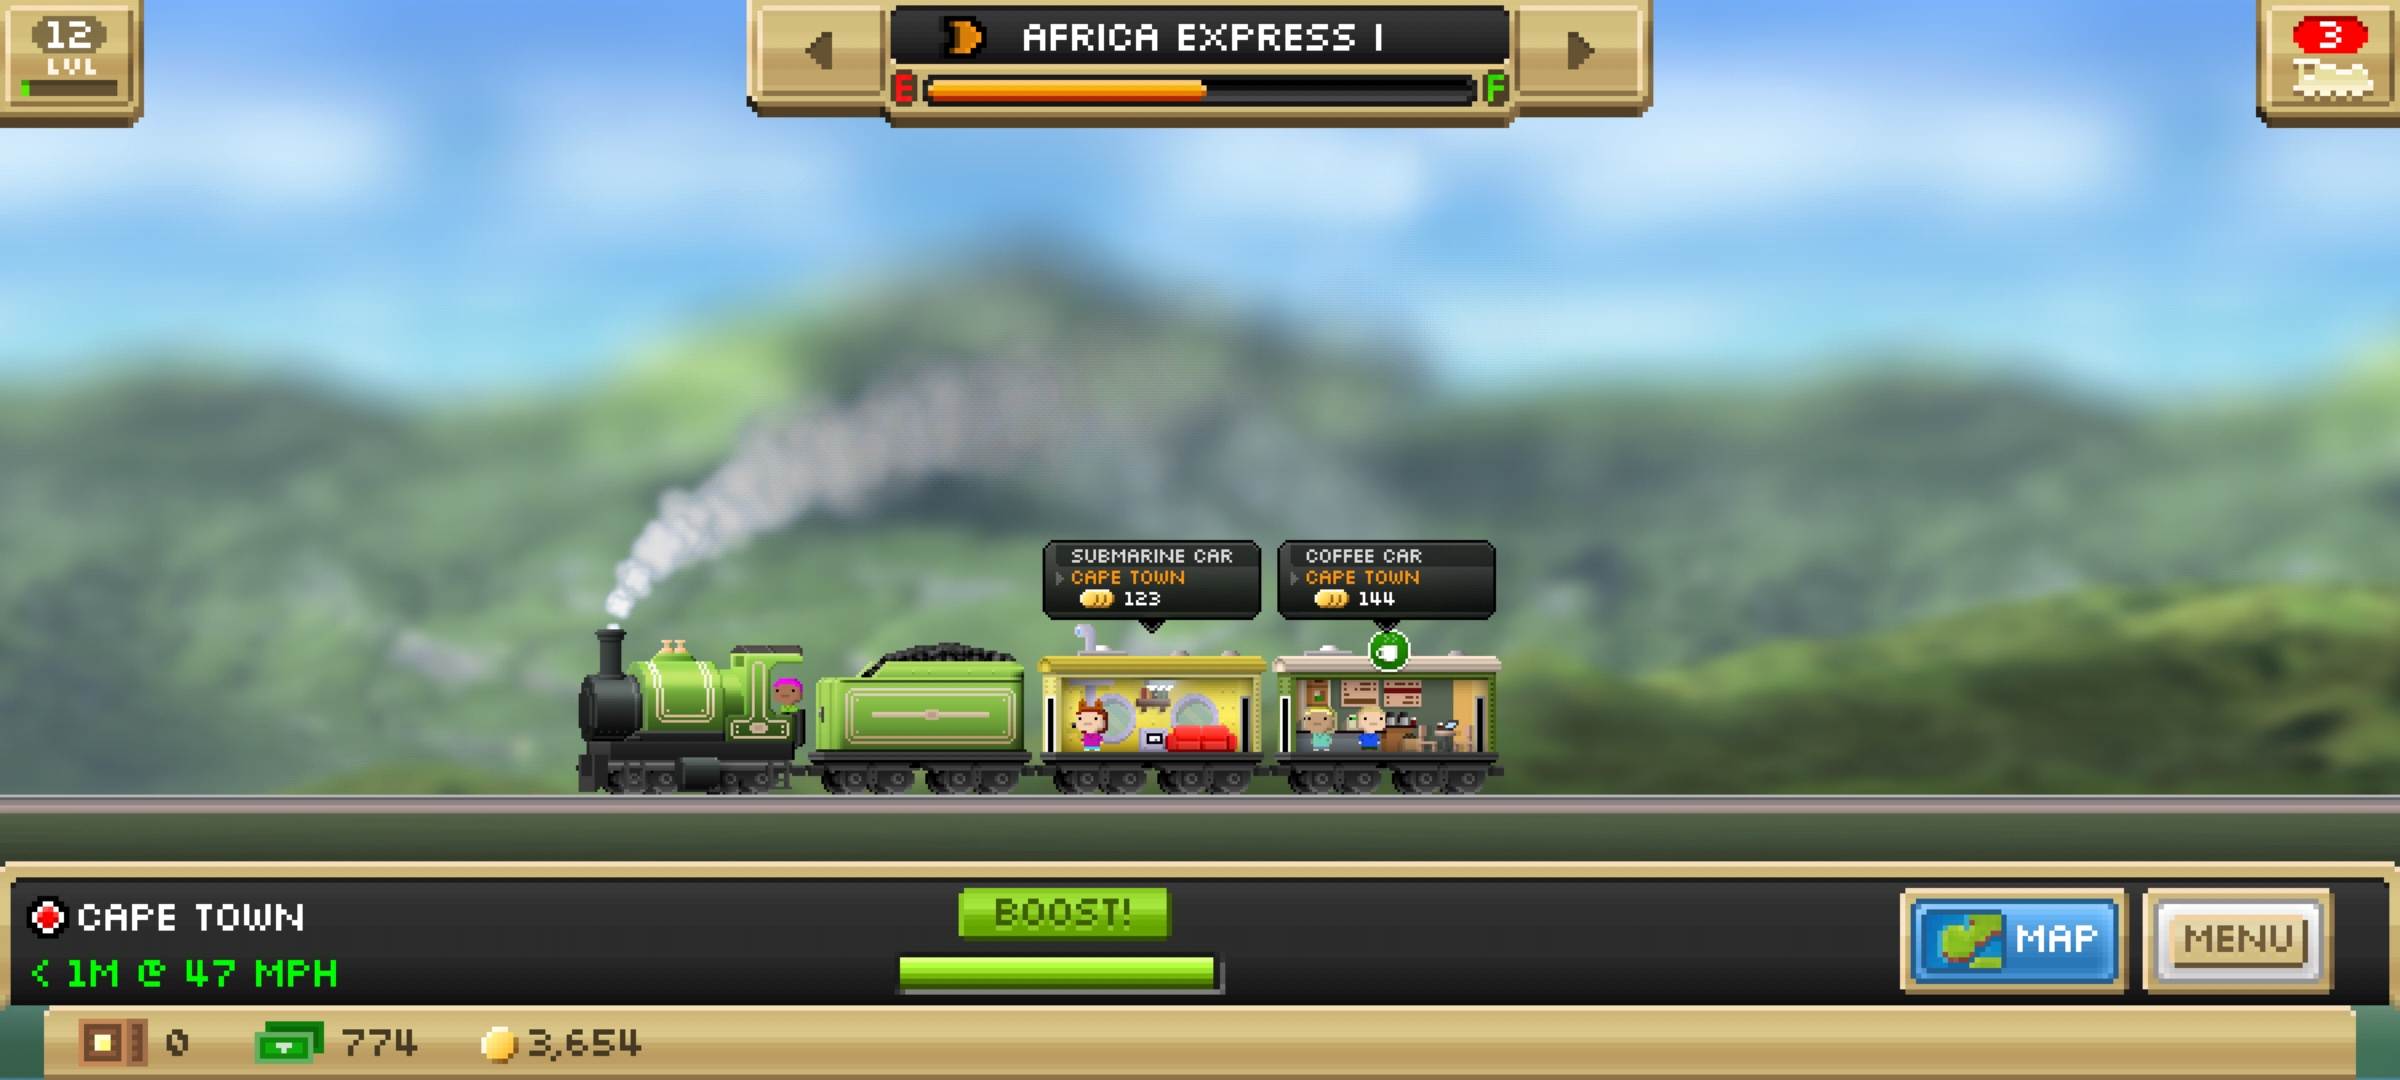 12
LVL
AFRICA EXPRESS I
E F
3
SUBMARINE CAR
CAPE TOWN
123
COFFEE CAR
CAPE TOWN
144
CAPE TOWN
< 1M @ 47 MPH
BOOST!
MAP
MENU
0 774 3,654